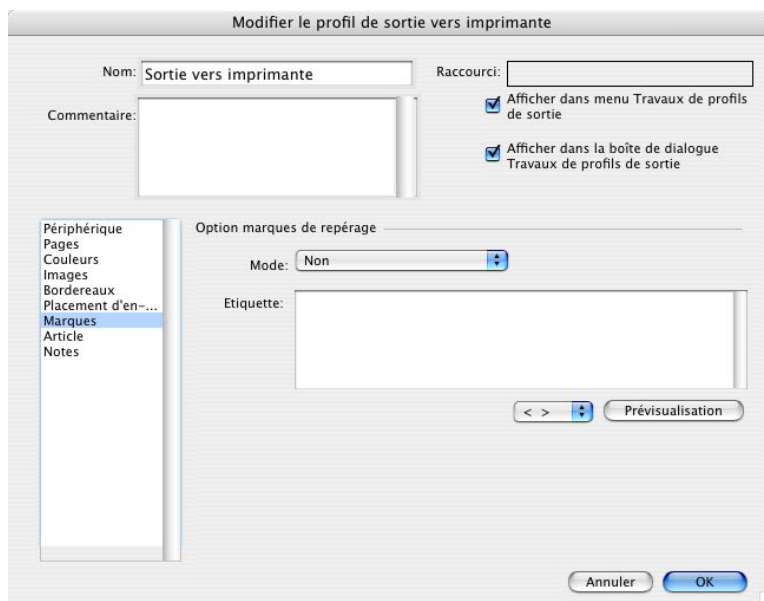 Modifier le profil de sortie vers imprimante
Nom: Sortie vers imprimante
Raccourci:
Commentaire:
Afficher dans menu Travaux de profils
de sortie
Afficher dans la boîte de dialogue
Travaux de profils de sortie
Périphérique
Pages
Couleurs
Images
Bordereaux
Placement d'en-...
Marques
Article
Notes
Option marques de repérage
Mode: Non
Etiquette:
< >
Prévisualisation
Annuler
OK